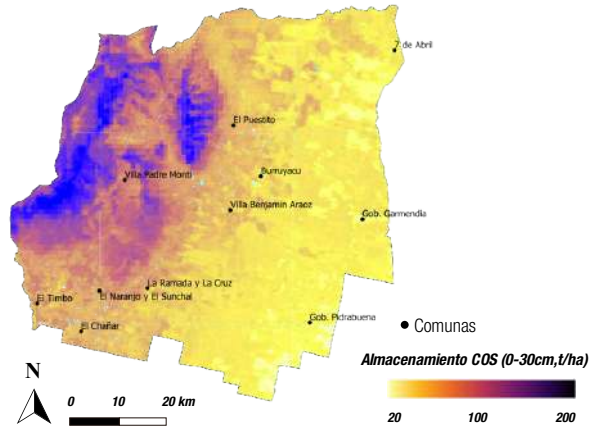 7 de Abril
El Puestito
Villa Padre Monti
Burruyacu
Villa Benjamin Araoz
Gob. Garmendia
La Ramada y La Cruz
El Timbo
El Naranjo y El Sunchal
El Chañar
Gob. Pidrabuena
Comunas
Almacenamiento COS (0-30cm,t/ha)
N
0 10 20 km
20 100 200